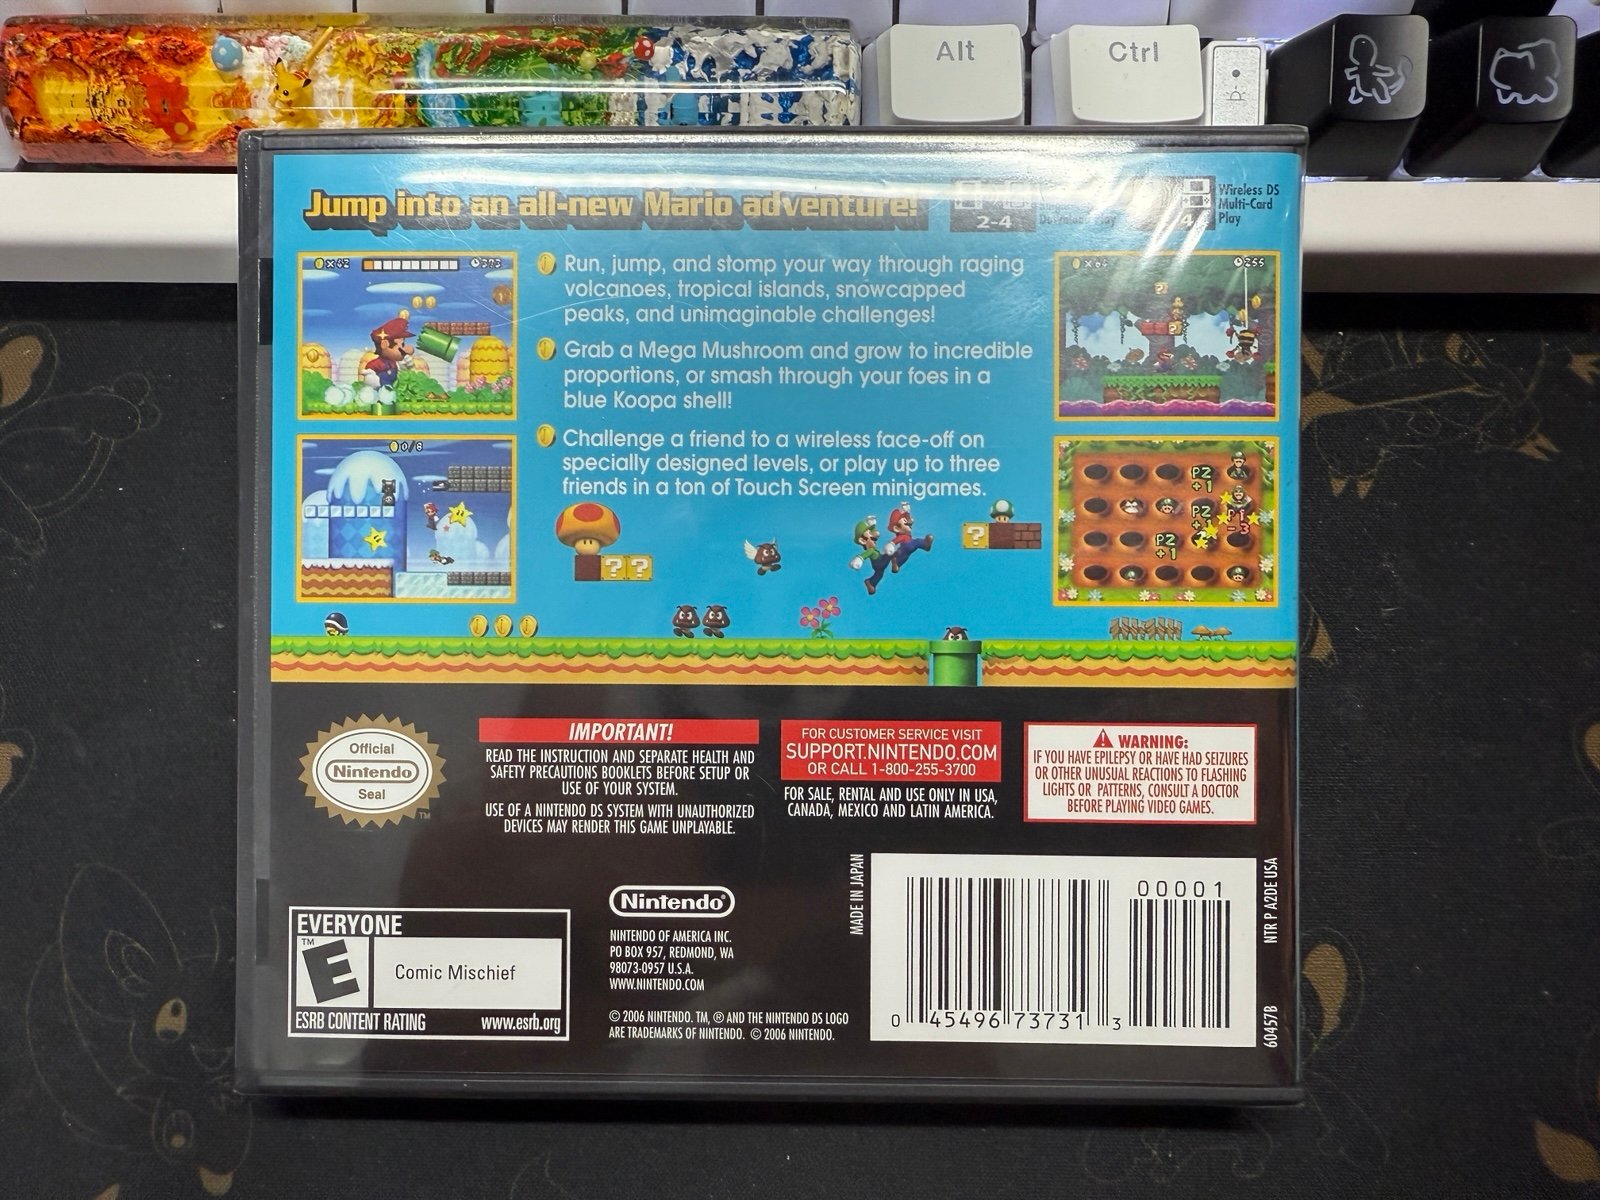 Alt
Ctrl
Jump into an all-new Mario adventure!
2-4
Wireless DS
Multi-Card
Play
Run, jump, and stomp your way through raging
volcanoes, tropical islands, snowcapped
peaks, and unimaginable challenges!
Grab a Mega Mushroom and grow to incredible
proportions, or smash through your foes in a
blue Koopa shell!
Challenge a friend to a wireless face-off on
specially designed levels, or play up to three
friends in a ton of Touch Screen minigames.
0/8
255
P2
+1
P2
P2
+1
? ?
?
Official
Nintendo
Seal
TM
IMPORTANT!
READ THE INSTRUCTION AND SEPARATE HEALTH AND
SAFETY PRECAUTIONS BOOKLETS BEFORE SETUP OR
USE OF YOUR SYSTEM.
USE OF A NINTENDO DS SYSTEM WITH UNAUTHORIZED
DEVICES MAY RENDER THIS GAME UNPLAYABLE.
FOR CUSTOMER SERVICE VISIT
SUPPORT.NINTENDO.COM
OR CALL 1-800-255-3700
FOR SALE, RENTAL AND USE ONLY IN USA,
CANADA, MEXICO AND LATIN AMERICA.
WARNING:
IF YOU HAVE EPILEPSY OR HAVE HAD SEIZURES
OR OTHER UNUSUAL REACTIONS TO FLASHING
LIGHTS OR PATTERNS, CONSULT A DOCTOR
BEFORE PLAYING VIDEO GAMES.
EVERYONE
TM
E
Comic Mischief
ESRB CONTENT RATING www.esrb.org
Nintendo®
NINTENDO OF AMERICA INC.
PO BOX 957, REDMOND, WA
98073-0957 U.S.A.
WWW.NINTENDO.COM
© 2006 NINTENDO. TM, ® AND THE NINTENDO DS LOGO
ARE TRADEMARKS OF NINTENDO. © 2006 NINTENDO.
MADE IN JAPAN
00001
0 45496 73731 3
NTR P A2DE USA
60457B